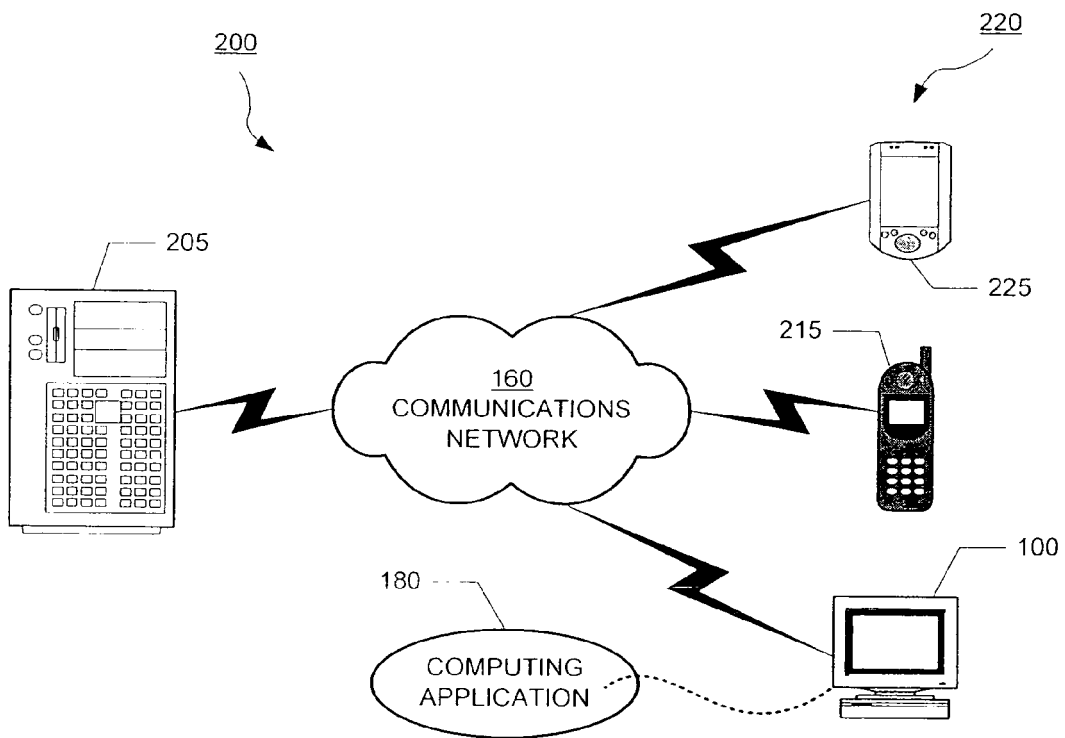 200
220
205
225
215
160
COMMUNICATIONS
NETWORK
100
180
COMPUTING
APPLICATION